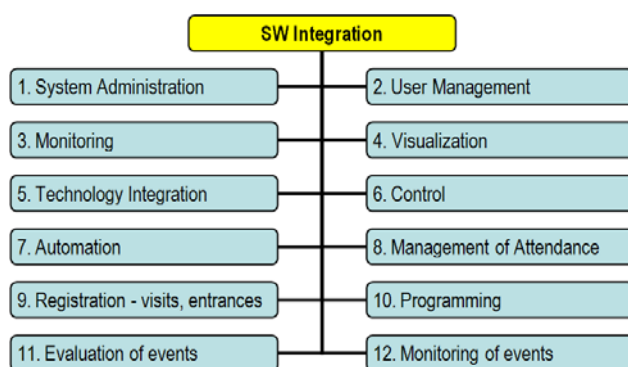 SW Integration
1. System Administration
2. User Management
3. Monitoring
4. Visualization
5. Technology Integration
6. Control
7. Automation
8. Management of Attendance
9. Registration - visits, entrances
10. Programming
11. Evaluation of events
12. Monitoring of events